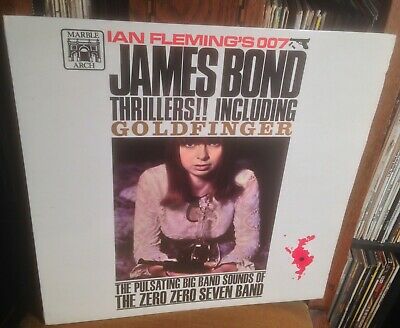 MARBLE
ARCH
IAN FLEMING'S 007
JAMES BOND
THRILLERS!! INCLUDING
GOLDFINGER
THE PULSATING BIG BAND SOUNDS OF
THE ZERO ZERO SEVEN BAND